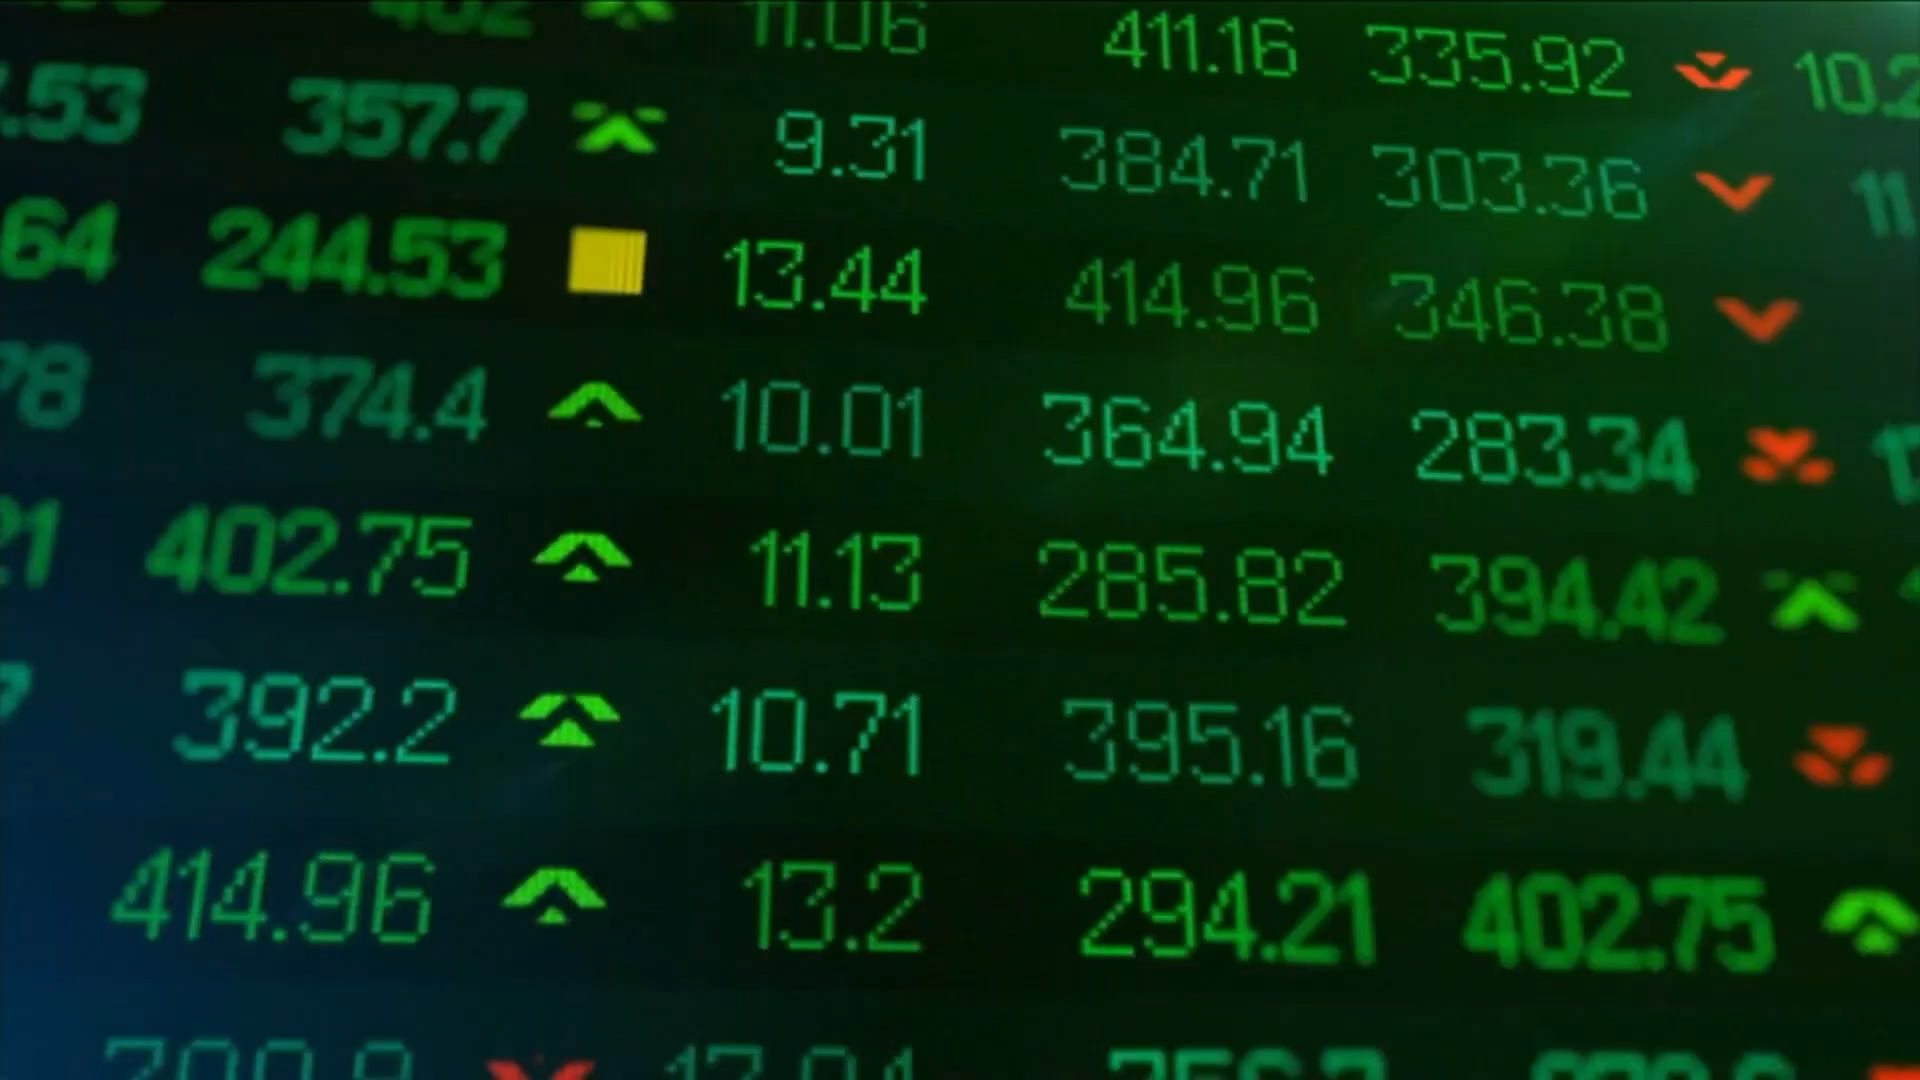 402 11.06 411.16 335.92 10.2
.53 357.7 9.31 384.71 303.36 11
64 244.53 13.44 414.96 346.38
78 374.4 10.01 364.94 283.34
21 402.75 11.13 285.82 394.42
7 392.2 10.71 395.16 319.44
414.96 13.2 294.21 402.75